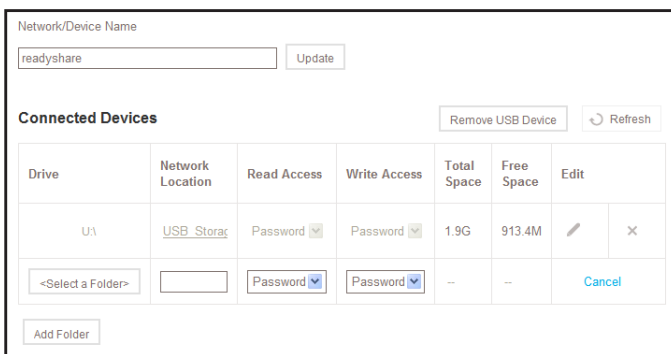 Network/Device Name
readyshare
Update
Connected Devices
Remove USB Device
Refresh
Drive
Network Location
Read Access
Write Access
Total Space
Free Space
Edit
U:\
USB_Storag
Password
Password
1.9G
913.4M
<Select a Folder>
Password
Password
--
--
Cancel
Add Folder